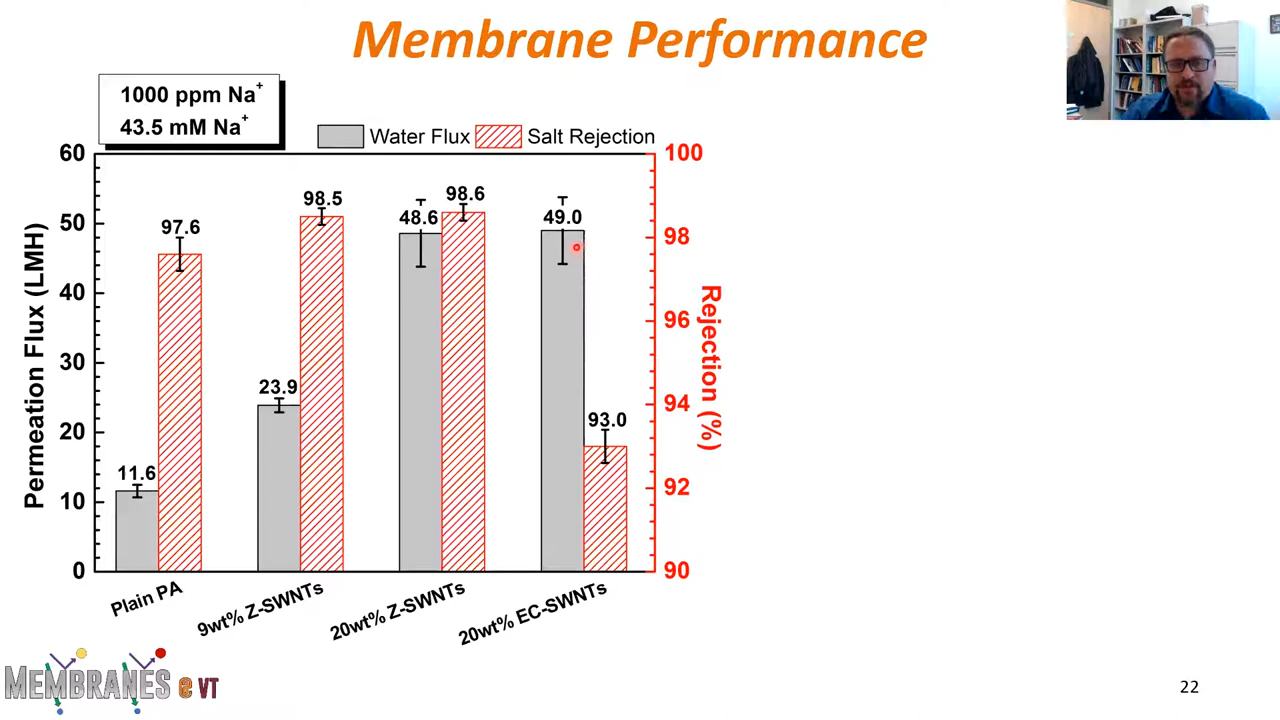 Membrane Performance
1000 ppm Na+
43.5 mM Na+
Water Flux
Salt Rejection
60
50
40
30
20
10
0
Permeation Flux (LMH)
100
98
96
94
92
90
Rejection (%)
11.6
97.6
23.9
98.5
48.6
98.6
49.0
93.0
Plain PA
9wt% Z-SWNTs
20wt% Z-SWNTs
20wt% EC-SWNTs
MEMBRANES @ VT
22